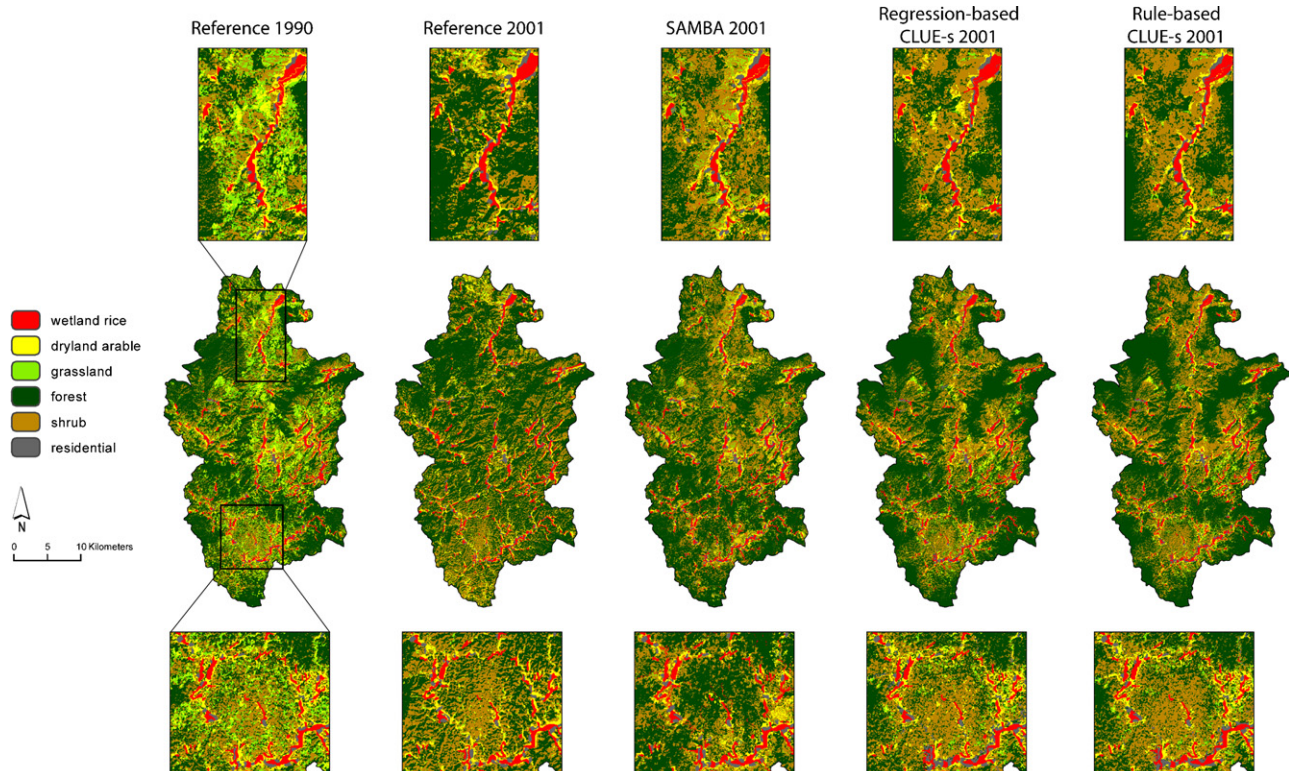 Reference 1990
Reference 2001
SAMBA 2001
Regression-based
CLUE-s 2001
Rule-based
CLUE-s 2001
wetland rice
dryland arable
grassland
forest
shrub
residential
N
0 5 10 Kilometers